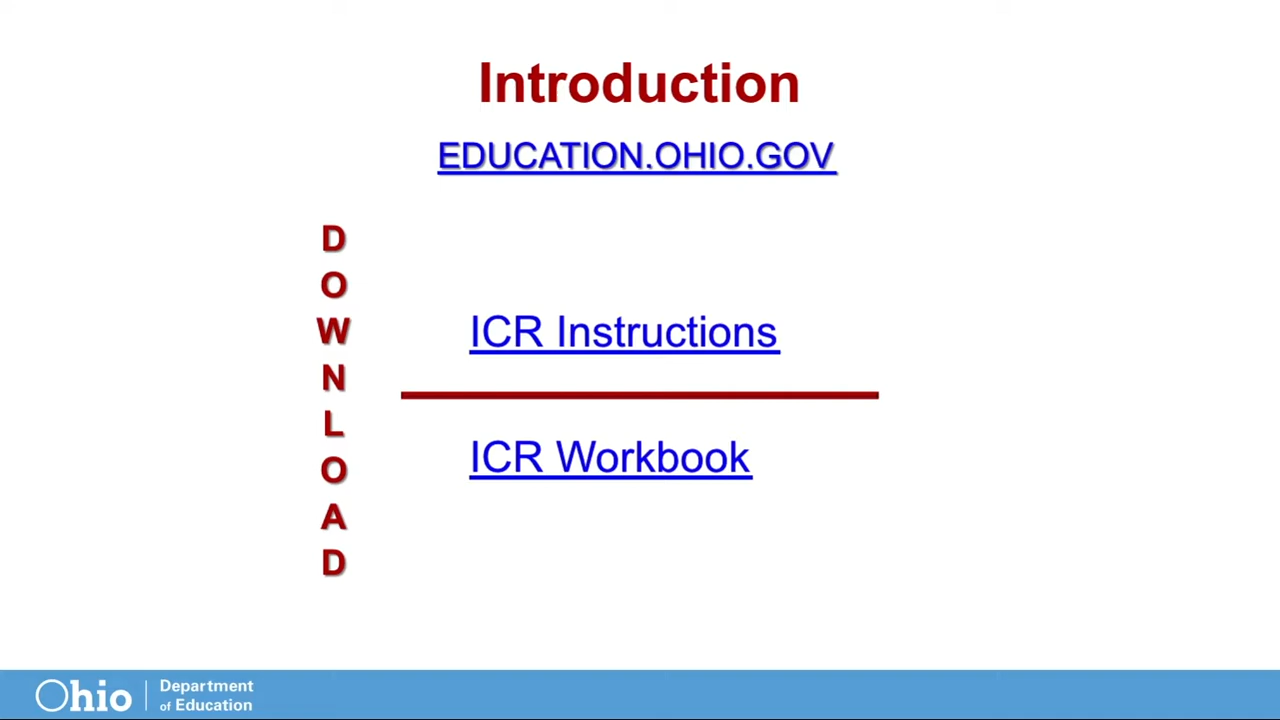 Introduction
EDUCATION.OHIO.GOV
D
O
W
N
L
O
A
D
ICR Instructions
ICR Workbook
Ohio
Department
of Education